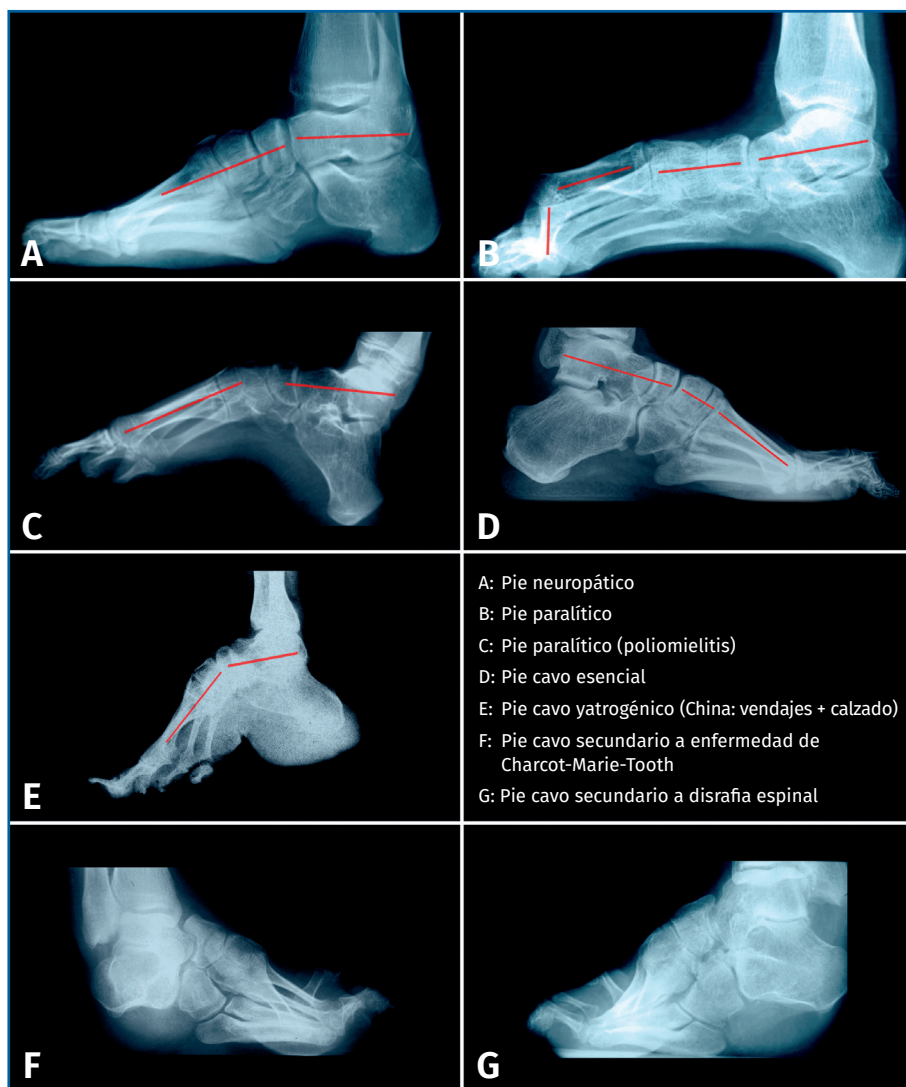 A
B
C
D
E
A: Pie neuropático
B: Pie paralítico
C: Pie paralítico (poliomielitis)
D: Pie cavo esencial
E: Pie cavo yatrogénico (China: vendajes + calzado)
F: Pie cavo secundario a enfermedad de
Charcot-Marie-Tooth
G: Pie cavo secundario a disrafia espinal
F
G